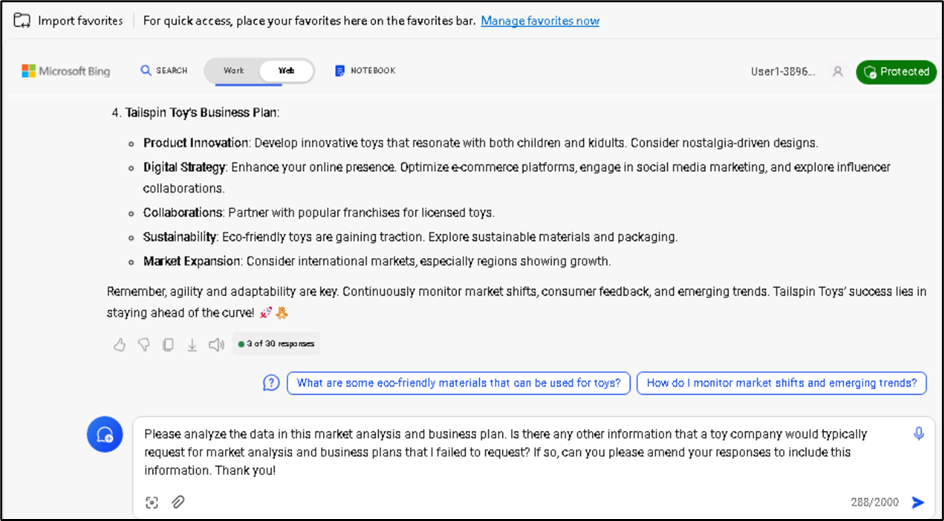 Import favorites For quick access, place your favorites here on the favorites bar. Manage favorites now
Microsoft Bing SEARCH Work Web NOTEBOOK User1-3896... Protected
4. Tailspin Toy's Business Plan:
Product Innovation: Develop innovative toys that resonate with both children and kidults. Consider nostalgia-driven designs.
Digital Strategy: Enhance your online presence. Optimize e-commerce platforms, engage in social media marketing, and explore influencer
collaborations.
Collaborations: Partner with popular franchises for licensed toys.
Sustainability: Eco-friendly toys are gaining traction. Explore sustainable materials and packaging.
Market Expansion: Consider international markets, especially regions showing growth.
Remember, agility and adaptability are key. Continuously monitor market shifts, consumer feedback, and emerging trends. Tailspin Toys' success lies in
staying ahead of the curve! 🚀🧸
3 of 30 responses
What are some eco-friendly materials that can be used for toys? How do I monitor market shifts and emerging trends?
Please analyze the data in this market analysis and business plan. Is there any other information that a toy company would typically
request for market analysis and business plans that I failed to request? If so, can you please amend your responses to include this
information. Thank you!
288/2000